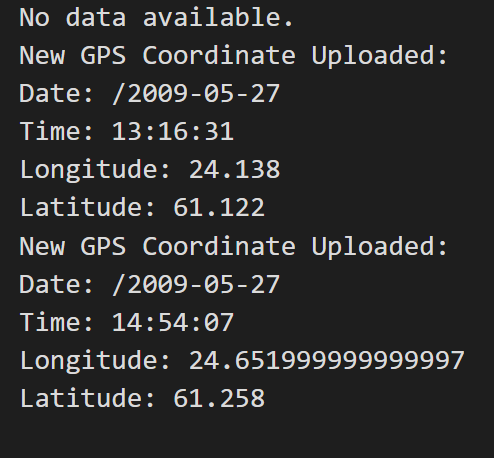 No data available.
New GPS Coordinate Uploaded:
Date: /2009-05-27
Time: 13:16:31
Longitude: 24.138
Latitude: 61.122
New GPS Coordinate Uploaded:
Date: /2009-05-27
Time: 14:54:07
Longitude: 24.651999999999997
Latitude: 61.258